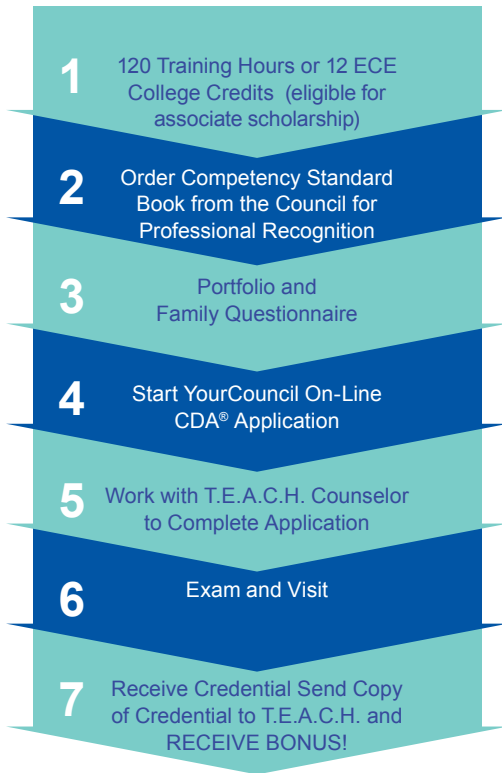 1
120 Training Hours or 12 ECE
College Credits (eligible for
associate scholarship)
2
Order Competency Standard
Book from the Council for
Professional Recognition
3
Portfolio and
Family Questionnaire
4
Start YourCouncil On-Line
CDA® Application
5
Work with T.E.A.C.H. Counselor
to Complete Application
6
Exam and Visit
7
Receive Credential Send Copy
of Credential to T.E.A.C.H. and
RECEIVE BONUS!